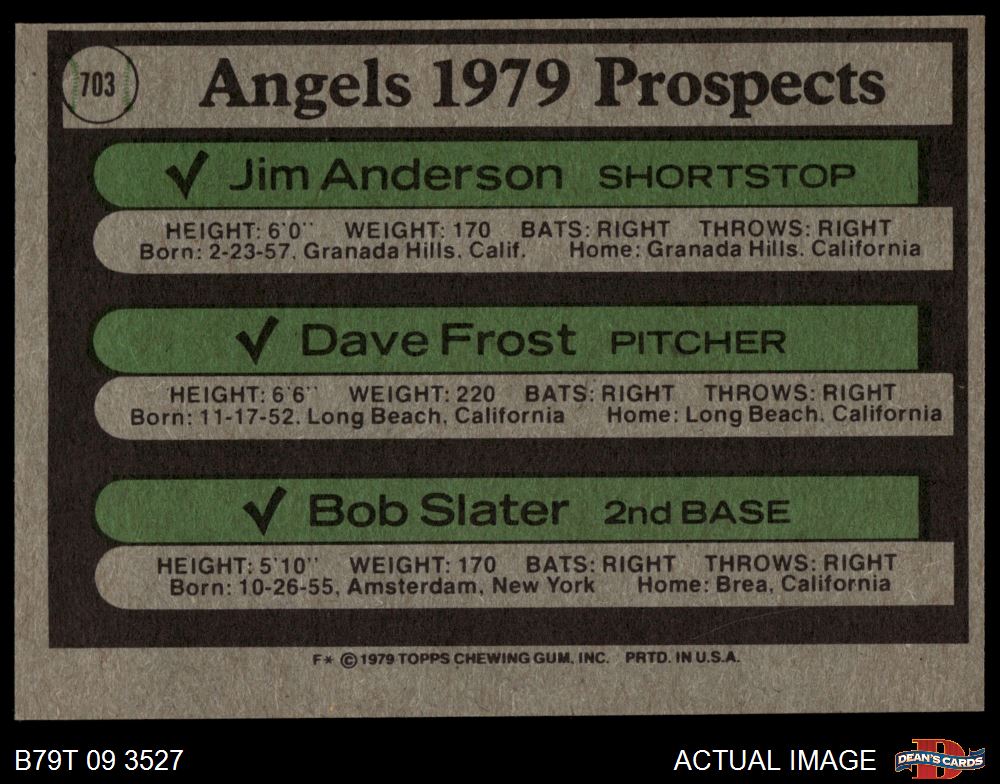 703
Angels 1979 Prospects
✓ Jim Anderson SHORTSTOP
HEIGHT: 6'0" WEIGHT: 170 BATS: RIGHT THROWS: RIGHT
Born: 2-23-57, Granada Hills, Calif. Home: Granada Hills, California
✓ Dave Frost PITCHER
HEIGHT: 6'6" WEIGHT: 220 BATS: RIGHT THROWS: RIGHT
Born: 11-17-52, Long Beach, California Home: Long Beach, California
✓ Bob Slater 2nd BASE
HEIGHT: 5'10" WEIGHT: 170 BATS: RIGHT THROWS: RIGHT
Born: 10-26-55, Amsterdam, New York Home: Brea, California
F* © 1979 TOPPS CHEWING GUM, INC. PRTD. IN U.S.A.
B79T 09 3527
ACTUAL IMAGE
D
DEAN'S CARDS